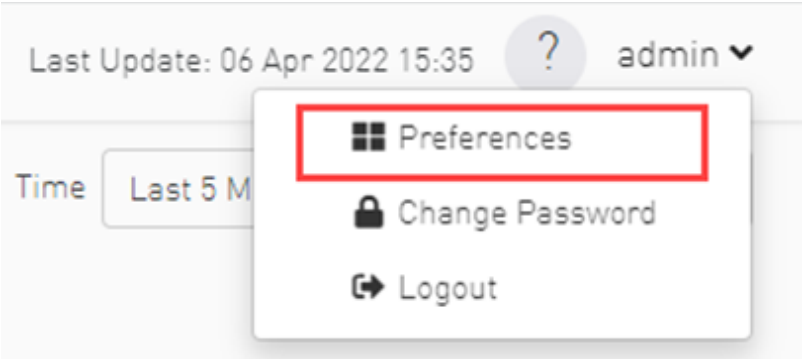 Last Update: 06 Apr 2022 15:35 ? admin
Preferences
Time Last 5 M
Change Password
Logout